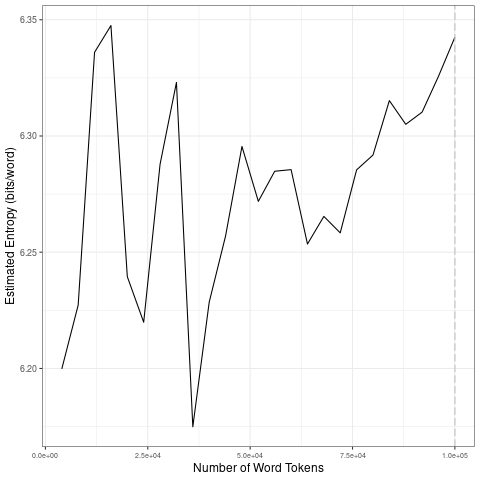 Estimated Entropy (bits/word)
6.35
6.30
6.25
6.20
0.0e+00 2.5e+04 5.0e+04 7.5e+04 1.0e+05
Number of Word Tokens